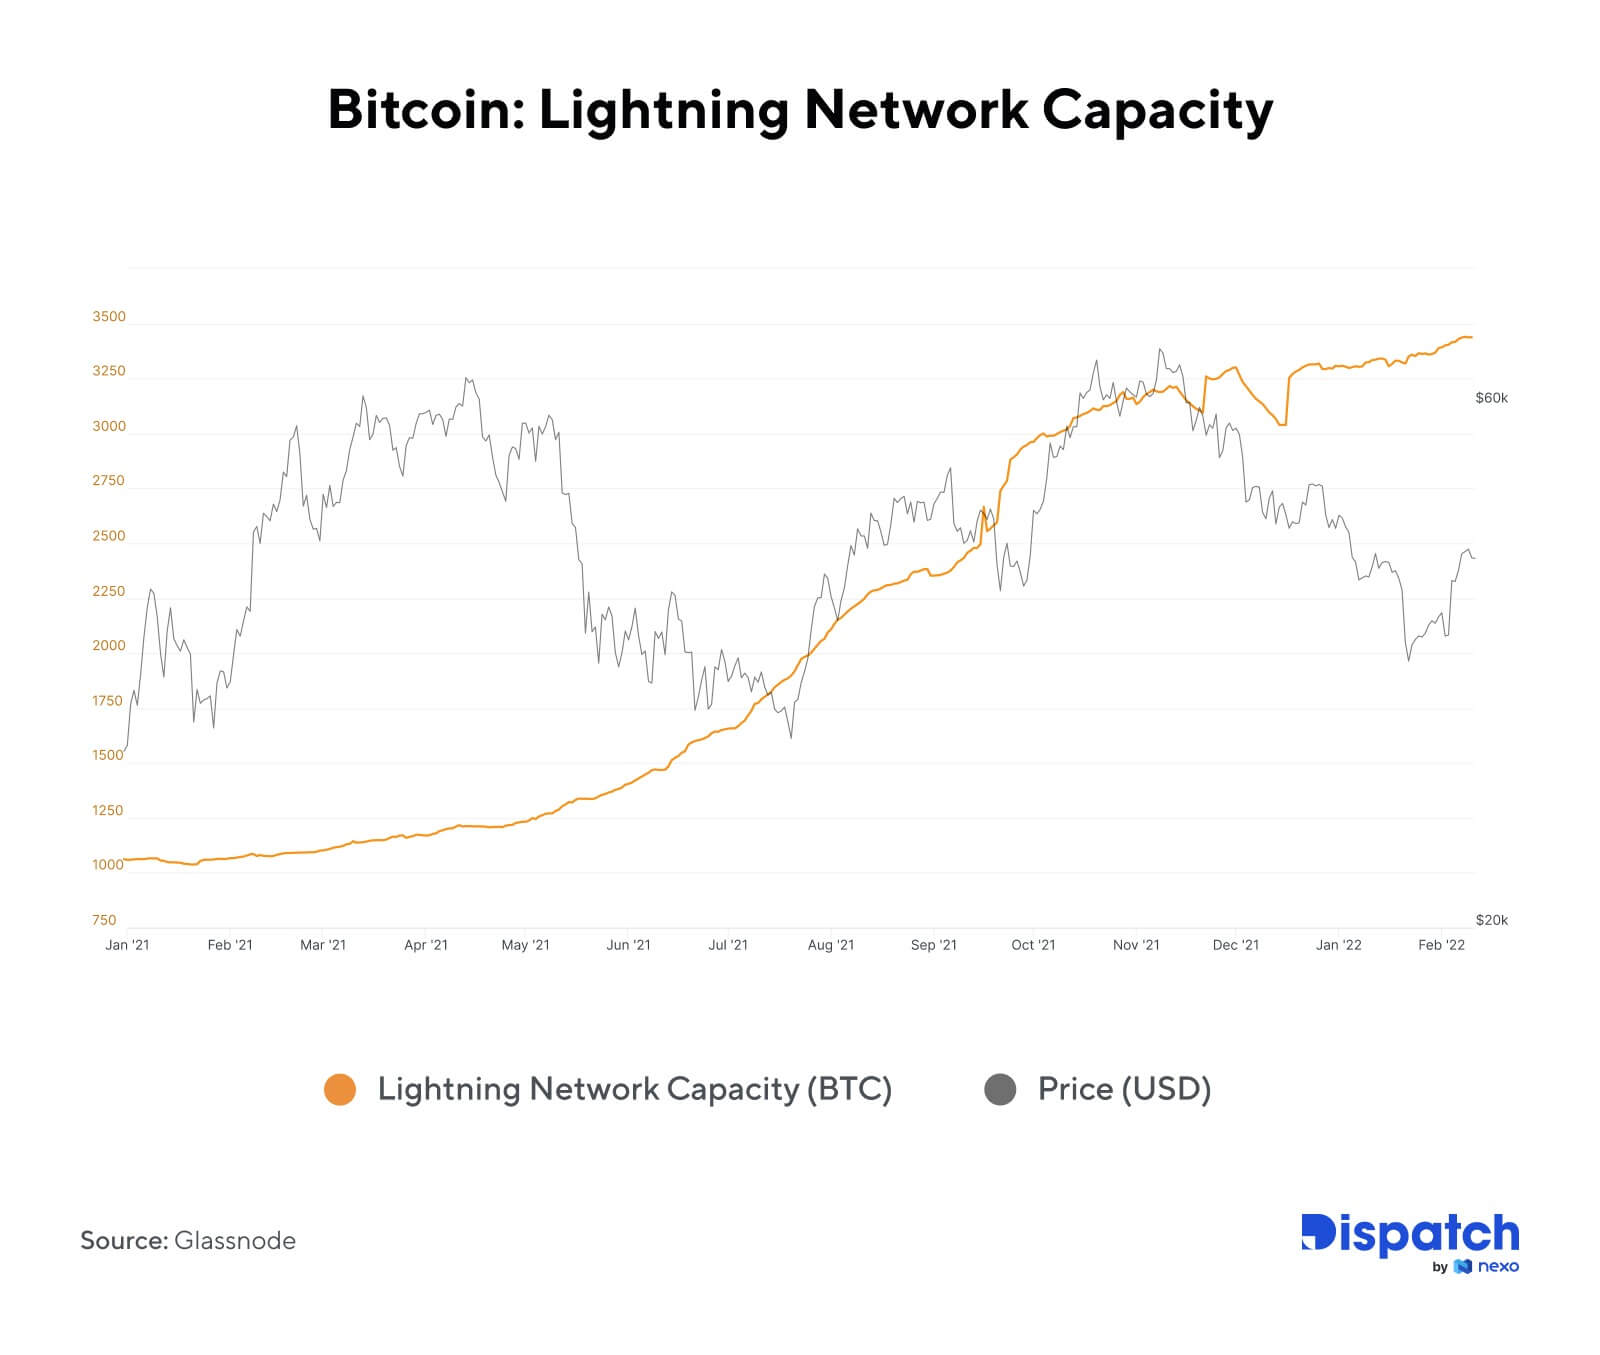 Bitcoin: Lightning Network Capacity
3500
3250
$60k
3000
2750
2500
2250
2000
1750
1500
1250
1000
750
$20k
Jan '21 Feb '21 Mar '21 Apr '21 May '21 Jun '21 Jul '21 Aug '21 Sep '21 Oct '21 Nov '21 Dec '21 Jan '22 Feb '22
Lightning Network Capacity (BTC) Price (USD)
Source: Glassnode
Dispatch
by nexo